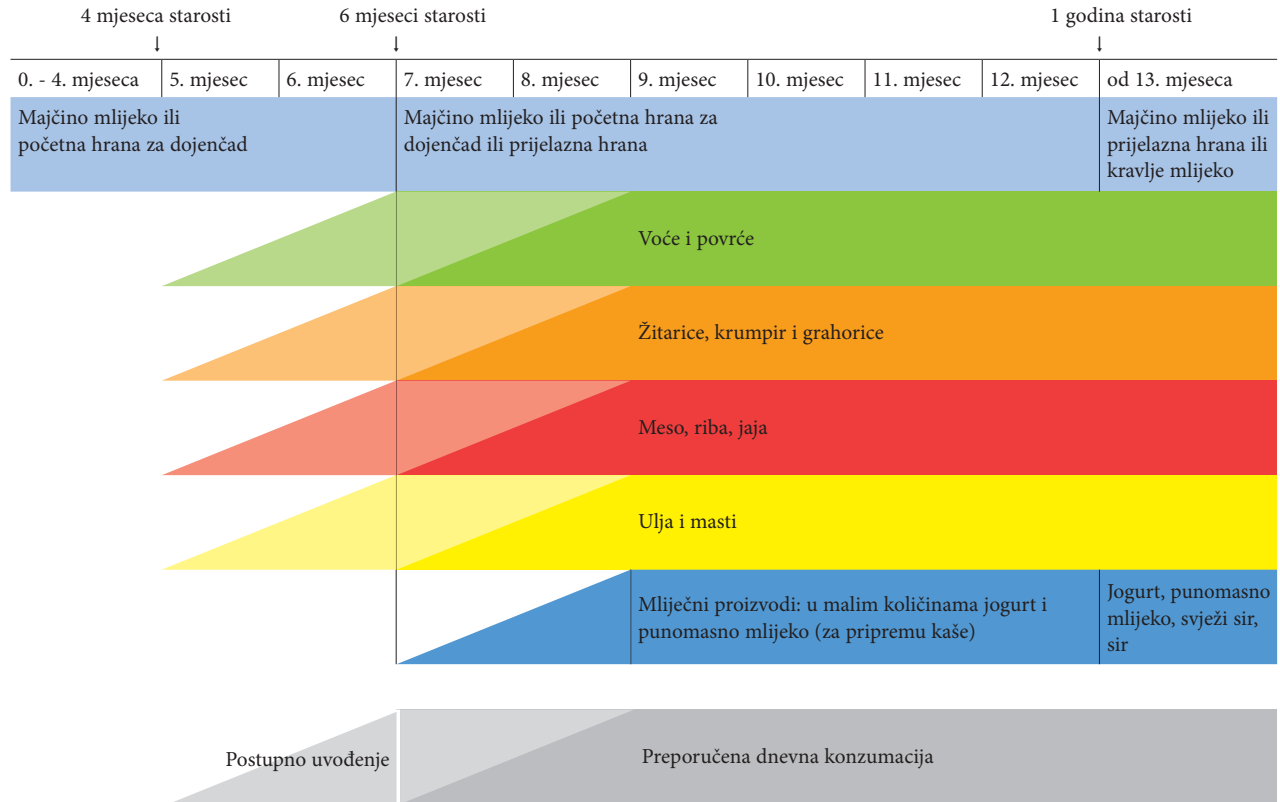 4 mjeseca starosti
6 mjeseci starosti
1 godina starosti
0. - 4. mjeseca
5. mjesec
6. mjesec
7. mjesec
8. mjesec
9. mjesec
10. mjesec
11. mjesec
12. mjesec
od 13. mjeseca
Majčino mlijeko ili
početna hrana za dojenčad
Majčino mlijeko ili početna hrana za
dojenčad ili prijelazna hrana
Majčino mlijeko ili
prijelazna hrana ili
kravlje mlijeko
Voće i povrće
Žitarice, krumpir i grahorice
Meso, riba, jaja
Ulja i masti
Mliječni proizvodi: u malim količinama jogurt i
punomasno mlijeko (za pripremu kaše)
Jogurt, punomasno
mlijeko, svježi sir,
sir
Postupno uvođenje
Preporučena dnevna konzumacija